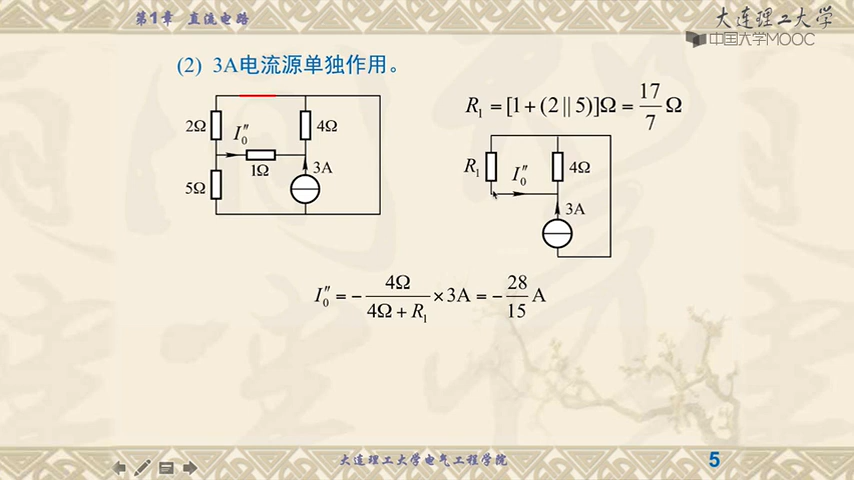 第1章 直流电路
大连理工大学
中国大学MOOC
(2) 3A电流源单独作用。
R₁ = [1 + (2 || 5)]Ω = 17/7 Ω
2Ω
I₀″
4Ω
1Ω
3A
5Ω
R₁
I₀″
4Ω
3A
I₀″ = − 4Ω/(4Ω + R₁) × 3A = − 28/15 A
大连理工大学电气工程学院
5